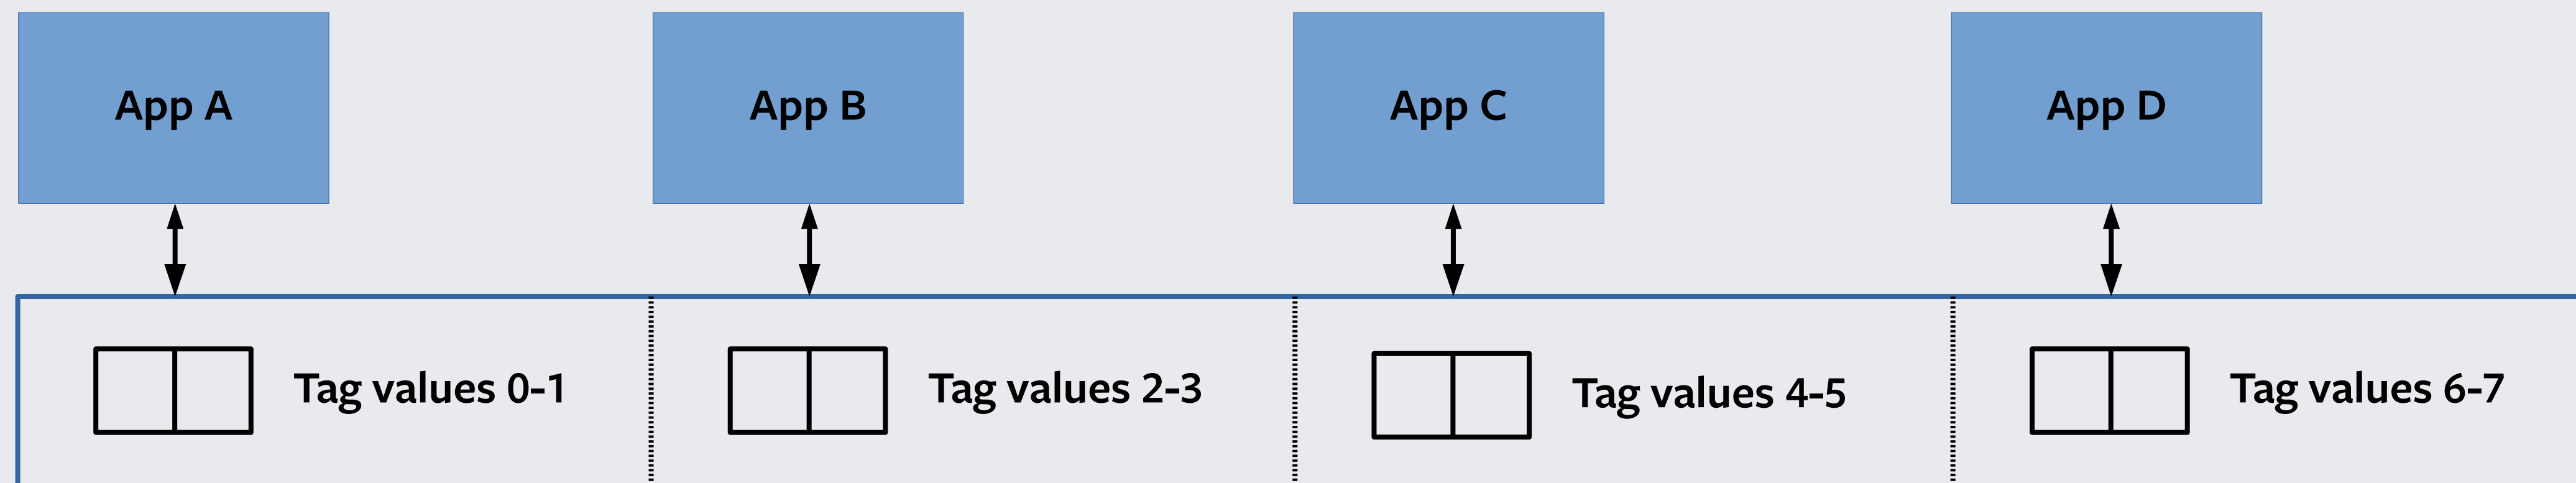 App A
App B
App C
App D
Tag values 0-1
Tag values 2-3
Tag values 4-5
Tag values 6-7